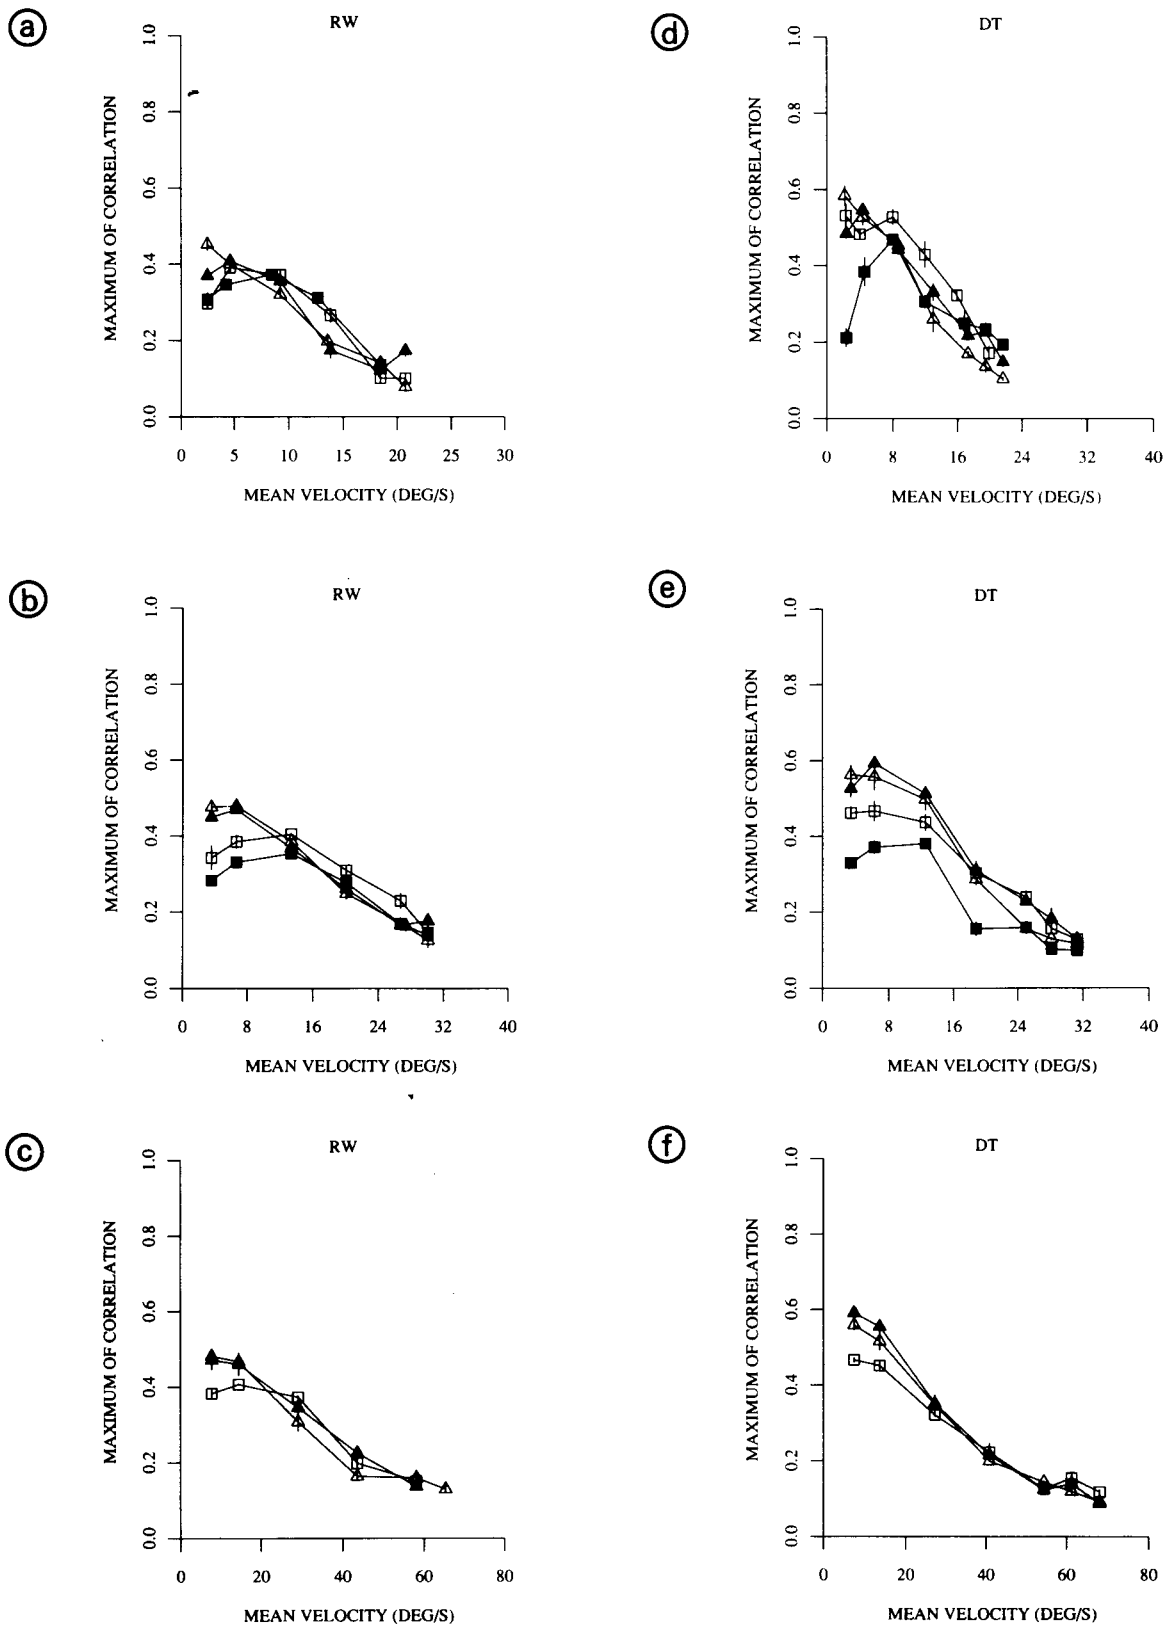 a
RW
MAXIMUM OF CORRELATION
1.0
0.8
0.6
0.4
0.2
0.0
0 5 10 15 20 25 30
MEAN VELOCITY (DEG/S)
d
DT
MAXIMUM OF CORRELATION
1.0
0.8
0.6
0.4
0.2
0.0
0 8 16 24 32 40
MEAN VELOCITY (DEG/S)
b
RW
MAXIMUM OF CORRELATION
1.0
0.8
0.6
0.4
0.2
0.0
0 8 16 24 32 40
MEAN VELOCITY (DEG/S)
e
DT
MAXIMUM OF CORRELATION
1.0
0.8
0.6
0.4
0.2
0.0
0 8 16 24 32 40
MEAN VELOCITY (DEG/S)
c
RW
MAXIMUM OF CORRELATION
1.0
0.8
0.6
0.4
0.2
0.0
0 20 40 60 80
MEAN VELOCITY (DEG/S)
f
DT
MAXIMUM OF CORRELATION
1.0
0.8
0.6
0.4
0.2
0.0
0 20 40 60 80
MEAN VELOCITY (DEG/S)